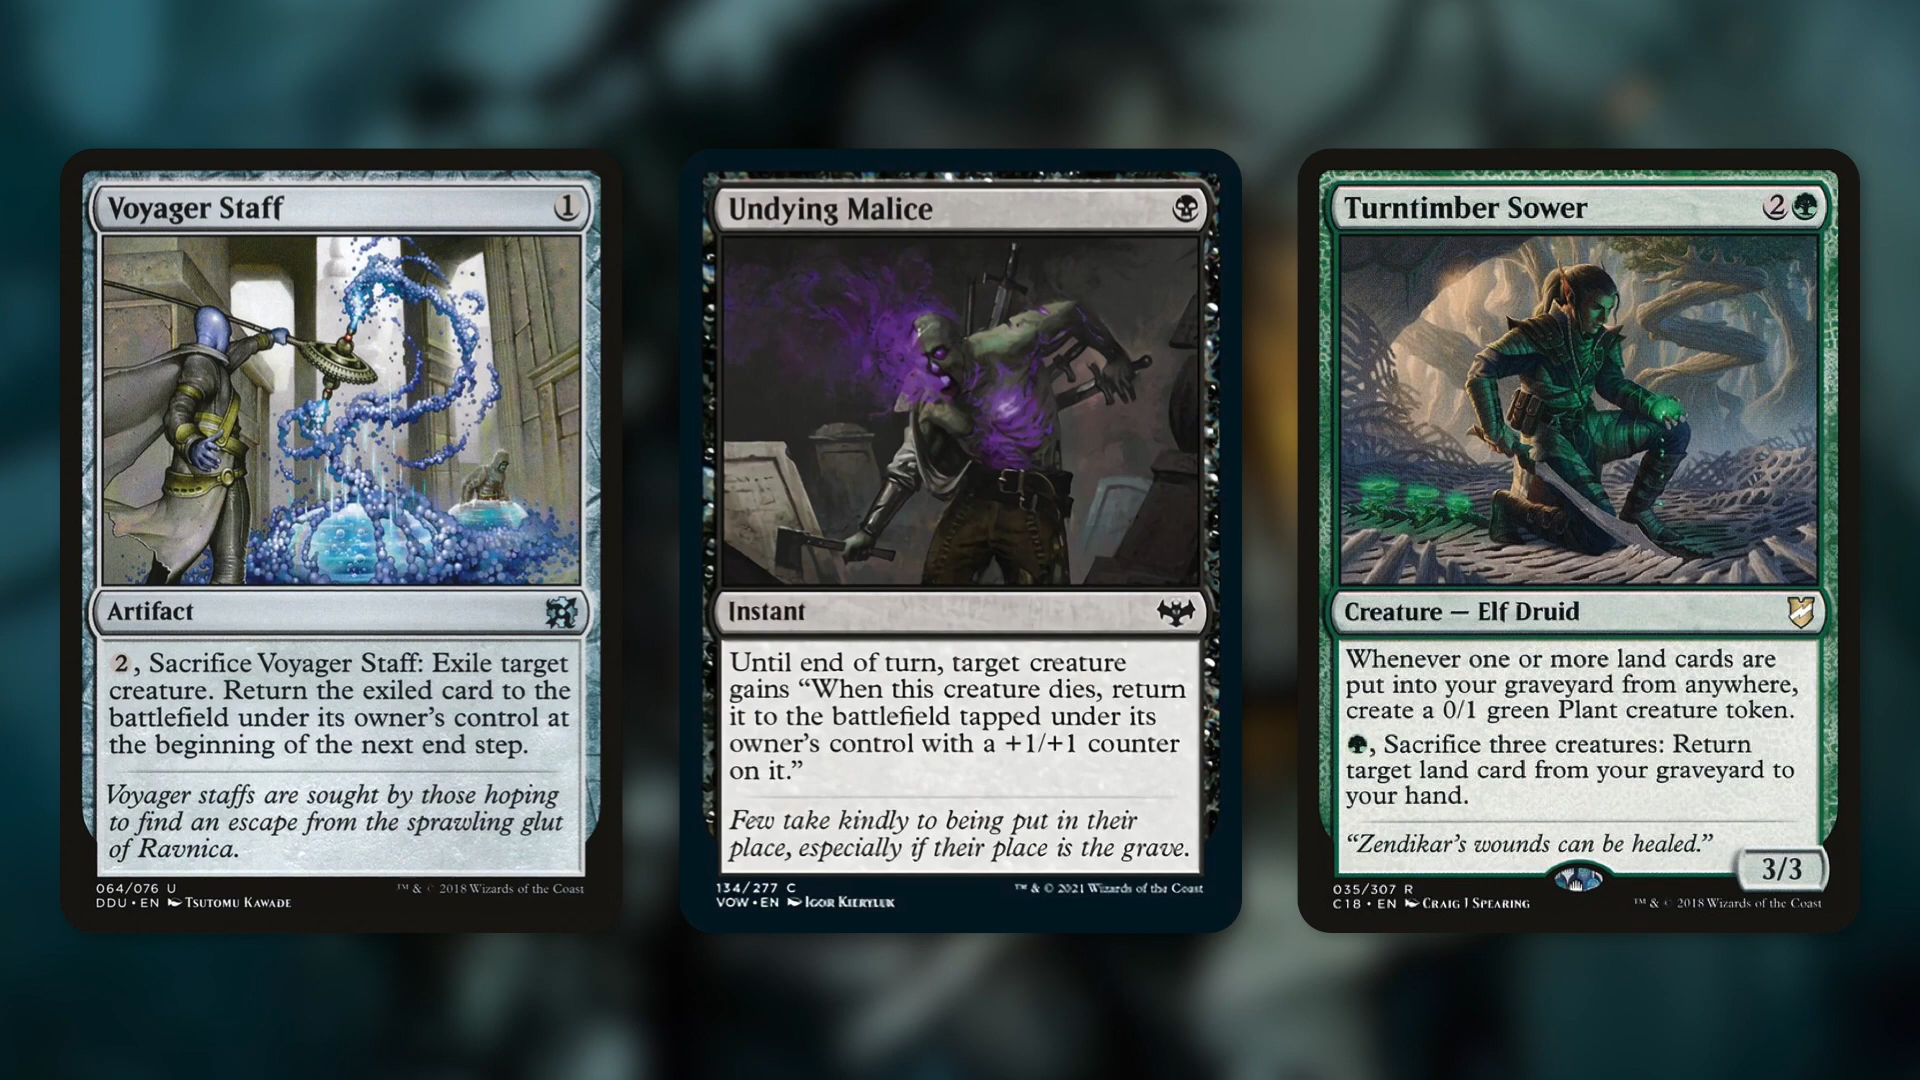 Voyager Staff
1
Artifact
2, Sacrifice Voyager Staff: Exile target
creature. Return the exiled card to the
battlefield under its owner's control at
the beginning of the next end step.
Voyager staffs are sought by those hoping
to find an escape from the sprawling glut
of Ravnica.
064/076 U
DDU • EN Tsutomu Kawade
™ & © 2018 Wizards of the Coast
Undying Malice
Instant
Until end of turn, target creature
gains “When this creature dies, return
it to the battlefield tapped under its
owner's control with a +1/+1 counter
on it.”
Few take kindly to being put in their
place, especially if their place is the grave.
134/277 C
VOW • EN Igor Kieryluk
™ & © 2021 Wizards of the Coast
Turntimber Sower
2
Creature — Elf Druid
Whenever one or more land cards are
put into your graveyard from anywhere,
create a 0/1 green Plant creature token.
, Sacrifice three creatures: Return
target land card from your graveyard to
your hand.
“Zendikar's wounds can be healed.”
3/3
035/307 R
C18 • EN Craig J Spearing
™ & © 2018 Wizards of the Coast